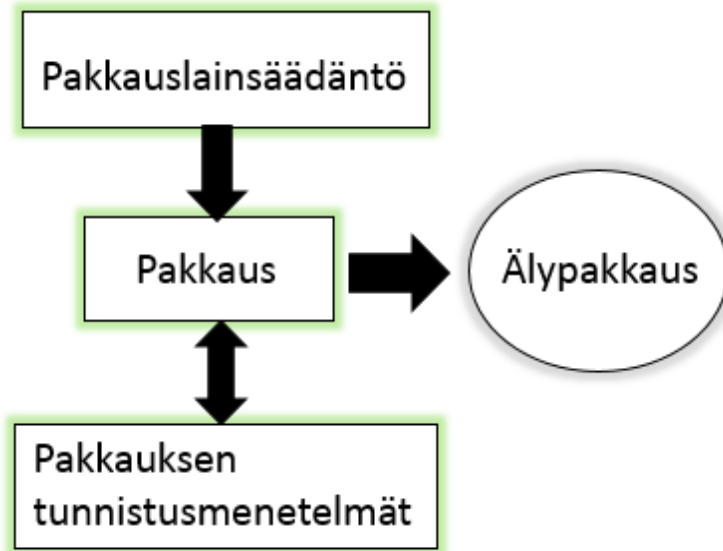 Pakkauslainsäädäntö
Pakkaus
Älypakkaus
Pakkauksen
tunnistusmenetelmät